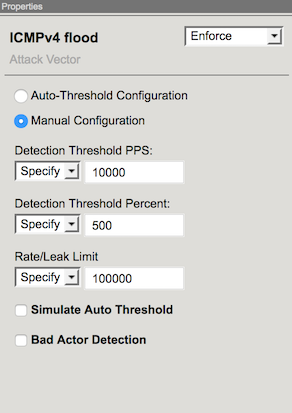 Properties
ICMPv4 flood
Enforce
Attack Vector
Auto-Threshold Configuration
Manual Configuration
Detection Threshold PPS:
Specify 10000
Detection Threshold Percent:
Specify 500
Rate/Leak Limit
Specify 100000
Simulate Auto Threshold
Bad Actor Detection